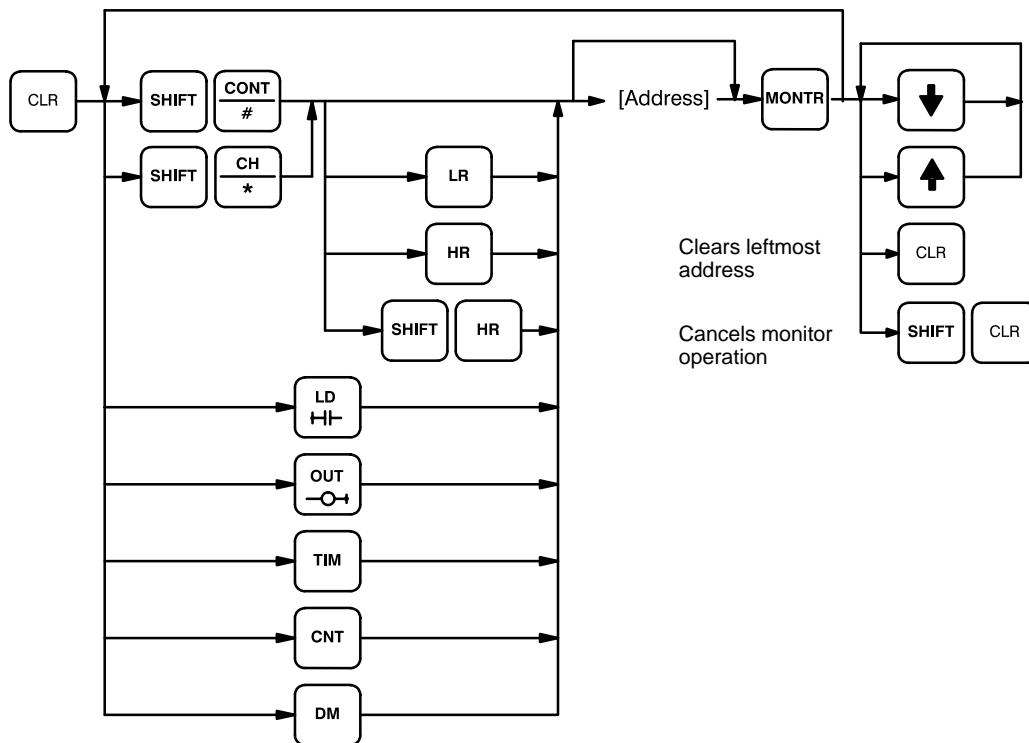 CLR
SHIFT
CONT
#
[Address]
MONTR
SHIFT
CH
*
LR
HR
Clears leftmost
address
CLR
SHIFT
HR
Cancels monitor
operation
SHIFT
CLR
LD
OUT
TIM
CNT
DM